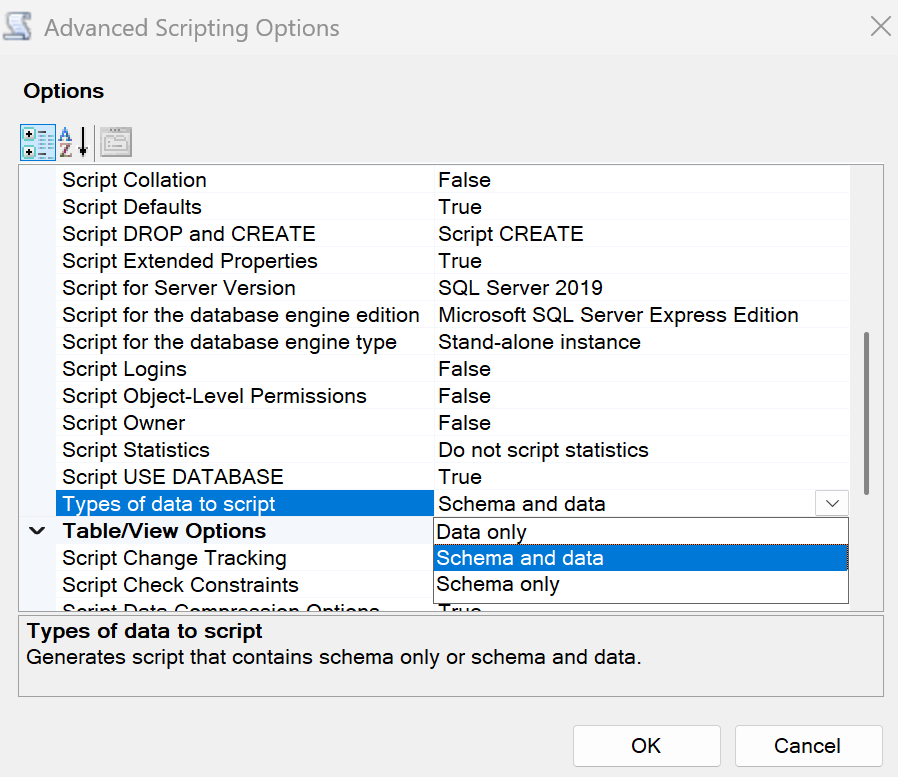 Advanced Scripting Options
Options
Script Collation False
Script Defaults True
Script DROP and CREATE Script CREATE
Script Extended Properties True
Script for Server Version SQL Server 2019
Script for the database engine edition Microsoft SQL Server Express Edition
Script for the database engine type Stand-alone instance
Script Logins False
Script Object-Level Permissions False
Script Owner False
Script Statistics Do not script statistics
Script USE DATABASE True
Types of data to script Schema and data
Table/View Options Data only
Script Change Tracking Schema and data
Script Check Constraints Schema only
Script Data Compression Options True
Types of data to script
Generates script that contains schema only or schema and data.
OK Cancel